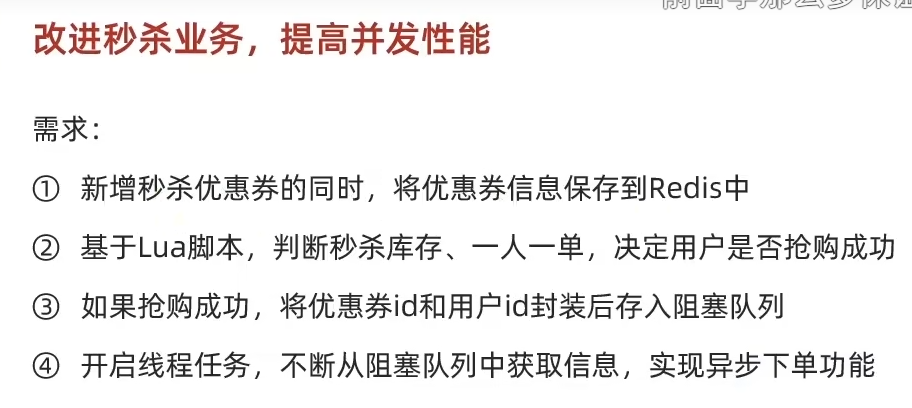 改进秒杀业务，提高并发性能
需求：
① 新增秒杀优惠券的同时，将优惠券信息保存到Redis中
② 基于Lua脚本，判断秒杀库存、一人一单，决定用户是否抢购成功
③ 如果抢购成功，将优惠券id和用户id封装后存入阻塞队列
④ 开启线程任务，不断从阻塞队列中获取信息，实现异步下单功能